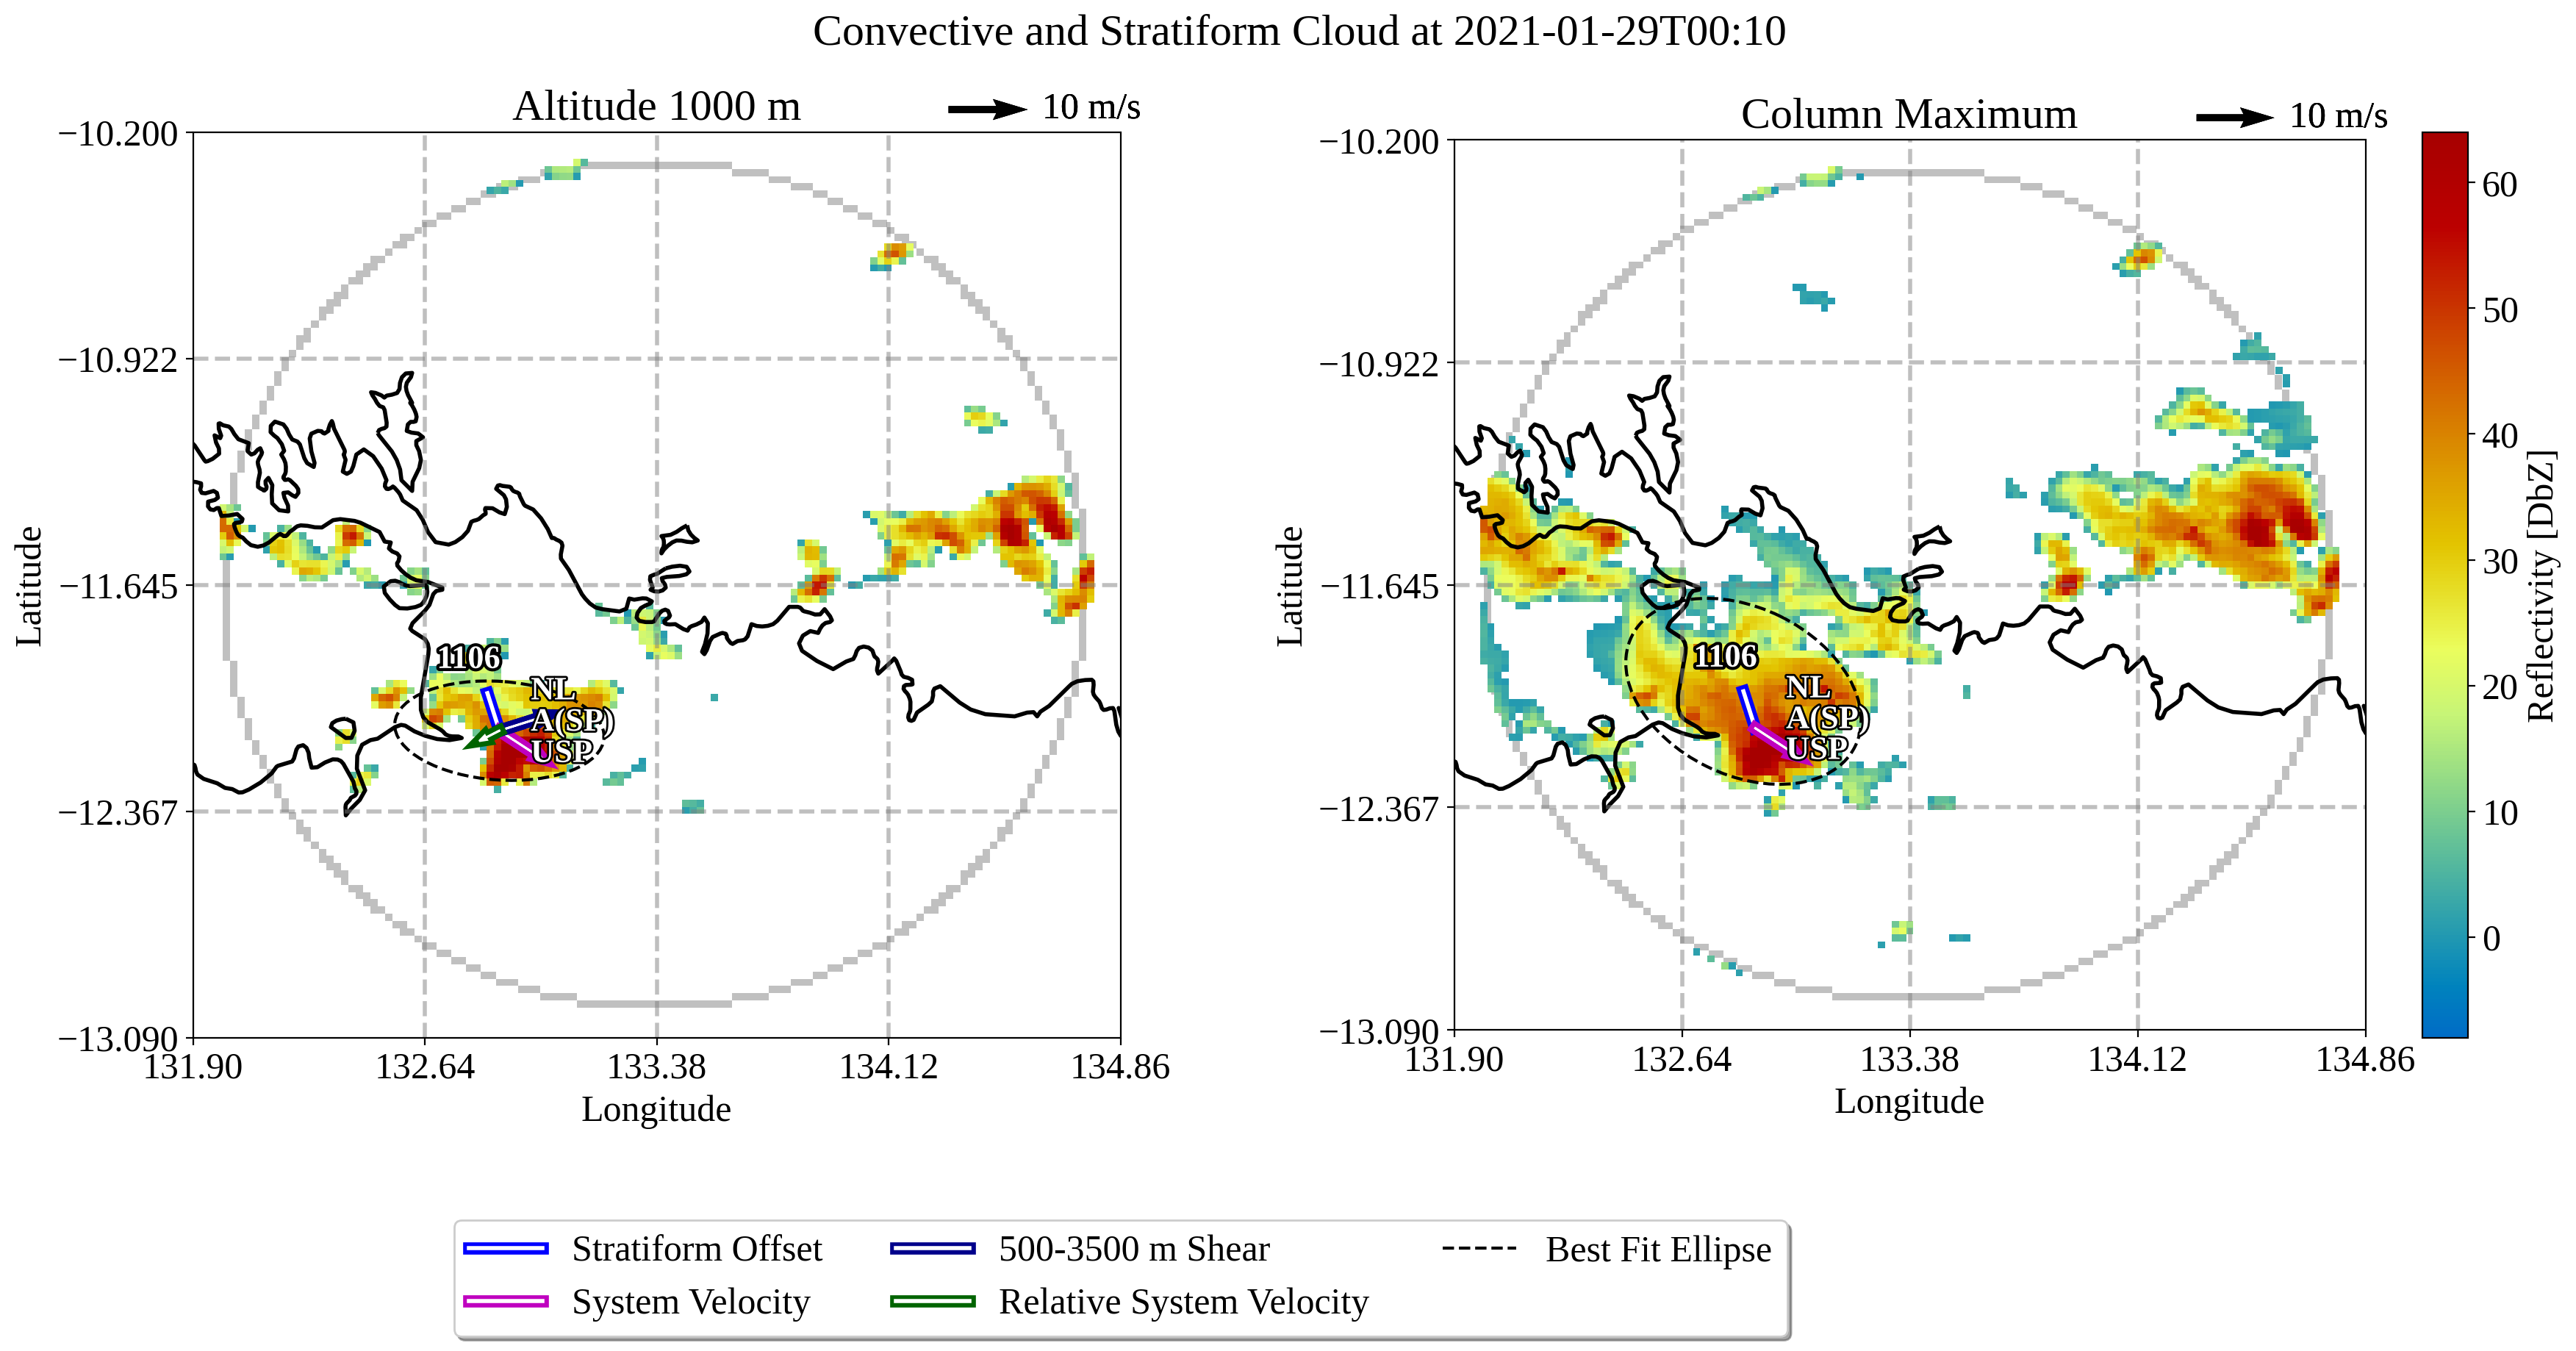 Convective and Stratiform Cloud at 2021-01-29T00:10
Altitude 1000 m
10 m/s
−10.200
−10.922
−11.645
−12.367
−13.090
Latitude
131.90
132.64
133.38
134.12
134.86
Longitude
1106
NL
A(SP)
USP
Column Maximum
10 m/s
−10.200
−10.922
−11.645
−12.367
−13.090
Latitude
131.90
132.64
133.38
134.12
134.86
Longitude
1106
NL
A(SP)
USP
60
50
40
30
20
10
0
Reflectivity [DbZ]
Stratiform Offset
System Velocity
500-3500 m Shear
Relative System Velocity
Best Fit Ellipse